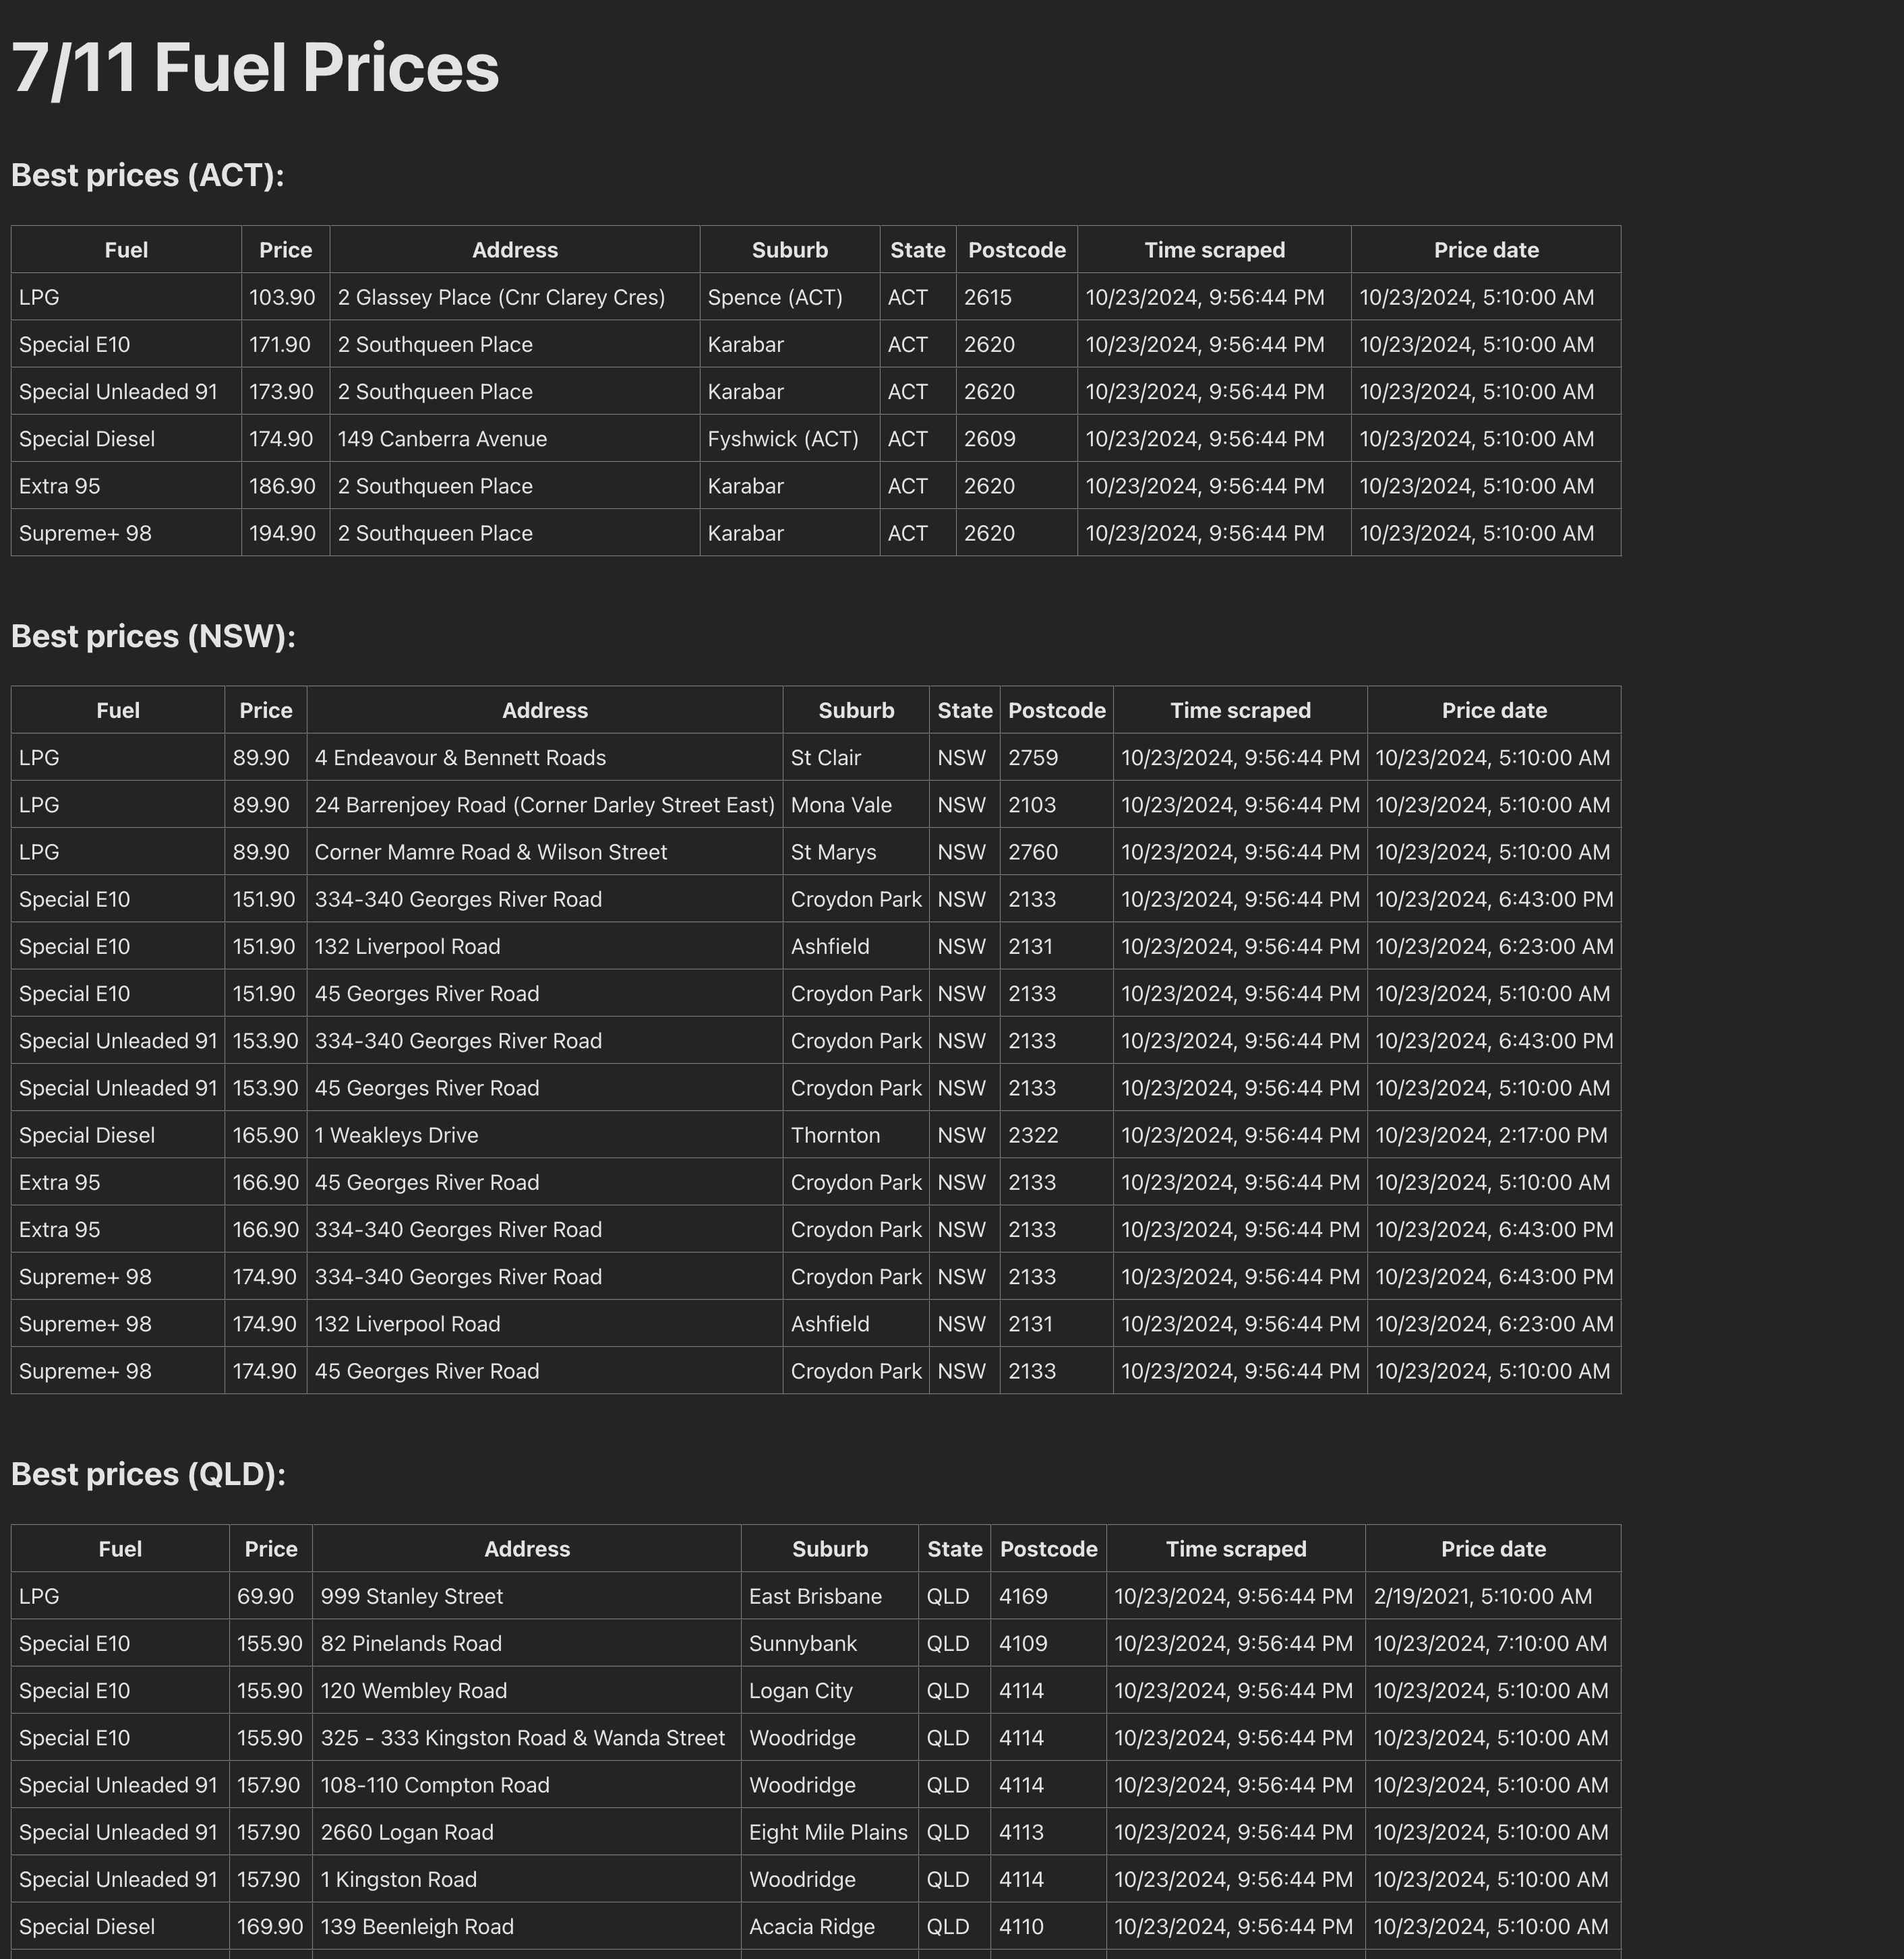 7/11 Fuel Prices
Best prices (ACT):
Fuel Price Address Suburb State Postcode Time scraped Price date
LPG 103.90 2 Glassey Place (Cnr Clarey Cres) Spence (ACT) ACT 2615 10/23/2024, 9:56:44 PM 10/23/2024, 5:10:00 AM
Special E10 171.90 2 Southqueen Place Karabar ACT 2620 10/23/2024, 9:56:44 PM 10/23/2024, 5:10:00 AM
Special Unleaded 91 173.90 2 Southqueen Place Karabar ACT 2620 10/23/2024, 9:56:44 PM 10/23/2024, 5:10:00 AM
Special Diesel 174.90 149 Canberra Avenue Fyshwick (ACT) ACT 2609 10/23/2024, 9:56:44 PM 10/23/2024, 5:10:00 AM
Extra 95 186.90 2 Southqueen Place Karabar ACT 2620 10/23/2024, 9:56:44 PM 10/23/2024, 5:10:00 AM
Supreme+ 98 194.90 2 Southqueen Place Karabar ACT 2620 10/23/2024, 9:56:44 PM 10/23/2024, 5:10:00 AM
Best prices (NSW):
Fuel Price Address Suburb State Postcode Time scraped Price date
LPG 89.90 4 Endeavour & Bennett Roads St Clair NSW 2759 10/23/2024, 9:56:44 PM 10/23/2024, 5:10:00 AM
LPG 89.90 24 Barrenjoey Road (Corner Darley Street East) Mona Vale NSW 2103 10/23/2024, 9:56:44 PM 10/23/2024, 5:10:00 AM
LPG 89.90 Corner Mamre Road & Wilson Street St Marys NSW 2760 10/23/2024, 9:56:44 PM 10/23/2024, 5:10:00 AM
Special E10 151.90 334-340 Georges River Road Croydon Park NSW 2133 10/23/2024, 9:56:44 PM 10/23/2024, 6:43:00 PM
Special E10 151.90 132 Liverpool Road Ashfield NSW 2131 10/23/2024, 9:56:44 PM 10/23/2024, 6:23:00 AM
Special E10 151.90 45 Georges River Road Croydon Park NSW 2133 10/23/2024, 9:56:44 PM 10/23/2024, 5:10:00 AM
Special Unleaded 91 153.90 334-340 Georges River Road Croydon Park NSW 2133 10/23/2024, 9:56:44 PM 10/23/2024, 6:43:00 PM
Special Unleaded 91 153.90 45 Georges River Road Croydon Park NSW 2133 10/23/2024, 9:56:44 PM 10/23/2024, 5:10:00 AM
Special Diesel 165.90 1 Weakleys Drive Thornton NSW 2322 10/23/2024, 9:56:44 PM 10/23/2024, 2:17:00 PM
Extra 95 166.90 45 Georges River Road Croydon Park NSW 2133 10/23/2024, 9:56:44 PM 10/23/2024, 5:10:00 AM
Extra 95 166.90 334-340 Georges River Road Croydon Park NSW 2133 10/23/2024, 9:56:44 PM 10/23/2024, 6:43:00 PM
Supreme+ 98 174.90 334-340 Georges River Road Croydon Park NSW 2133 10/23/2024, 9:56:44 PM 10/23/2024, 6:43:00 PM
Supreme+ 98 174.90 132 Liverpool Road Ashfield NSW 2131 10/23/2024, 9:56:44 PM 10/23/2024, 6:23:00 AM
Supreme+ 98 174.90 45 Georges River Road Croydon Park NSW 2133 10/23/2024, 9:56:44 PM 10/23/2024, 5:10:00 AM
Best prices (QLD):
Fuel Price Address Suburb State Postcode Time scraped Price date
LPG 69.90 999 Stanley Street East Brisbane QLD 4169 10/23/2024, 9:56:44 PM 2/19/2021, 5:10:00 AM
Special E10 155.90 82 Pinelands Road Sunnybank QLD 4109 10/23/2024, 9:56:44 PM 10/23/2024, 7:10:00 AM
Special E10 155.90 120 Wembley Road Logan City QLD 4114 10/23/2024, 9:56:44 PM 10/23/2024, 5:10:00 AM
Special E10 155.90 325 - 333 Kingston Road & Wanda Street Woodridge QLD 4114 10/23/2024, 9:56:44 PM 10/23/2024, 5:10:00 AM
Special Unleaded 91 157.90 108-110 Compton Road Woodridge QLD 4114 10/23/2024, 9:56:44 PM 10/23/2024, 5:10:00 AM
Special Unleaded 91 157.90 2660 Logan Road Eight Mile Plains QLD 4113 10/23/2024, 9:56:44 PM 10/23/2024, 5:10:00 AM
Special Unleaded 91 157.90 1 Kingston Road Woodridge QLD 4114 10/23/2024, 9:56:44 PM 10/23/2024, 5:10:00 AM
Special Diesel 169.90 139 Beenleigh Road Acacia Ridge QLD 4110 10/23/2024, 9:56:44 PM 10/23/2024, 5:10:00 AM